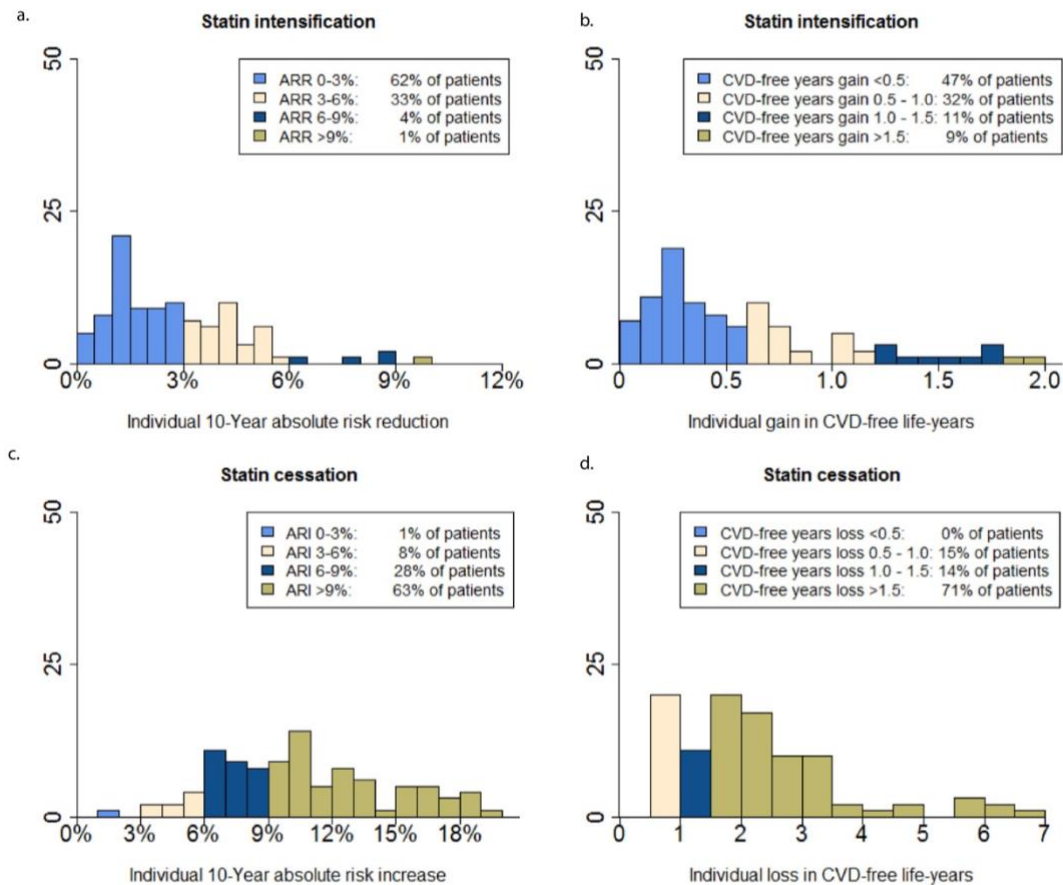 a.
Statin intensification
50
25
0
ARR 0-3%: 62% of patients
ARR 3-6%: 33% of patients
ARR 6-9%: 4% of patients
ARR >9%: 1% of patients
0% 3% 6% 9% 12%
Individual 10-Year absolute risk reduction
b.
Statin intensification
50
25
0
CVD-free years gain <0.5: 47% of patients
CVD-free years gain 0.5 - 1.0: 32% of patients
CVD-free years gain 1.0 - 1.5: 11% of patients
CVD-free years gain >1.5: 9% of patients
0 0.5 1.0 1.5 2.0
Individual gain in CVD-free life-years
c.
Statin cessation
50
25
0
ARI 0-3%: 1% of patients
ARI 3-6%: 8% of patients
ARI 6-9%: 28% of patients
ARI >9%: 63% of patients
0% 3% 6% 9% 12% 15% 18%
Individual 10-Year absolute risk increase
d.
Statin cessation
50
25
0
CVD-free years loss <0.5: 0% of patients
CVD-free years loss 0.5 - 1.0: 15% of patients
CVD-free years loss 1.0 - 1.5: 14% of patients
CVD-free years loss >1.5: 71% of patients
0 1 2 3 4 5 6 7
Individual loss in CVD-free life-years